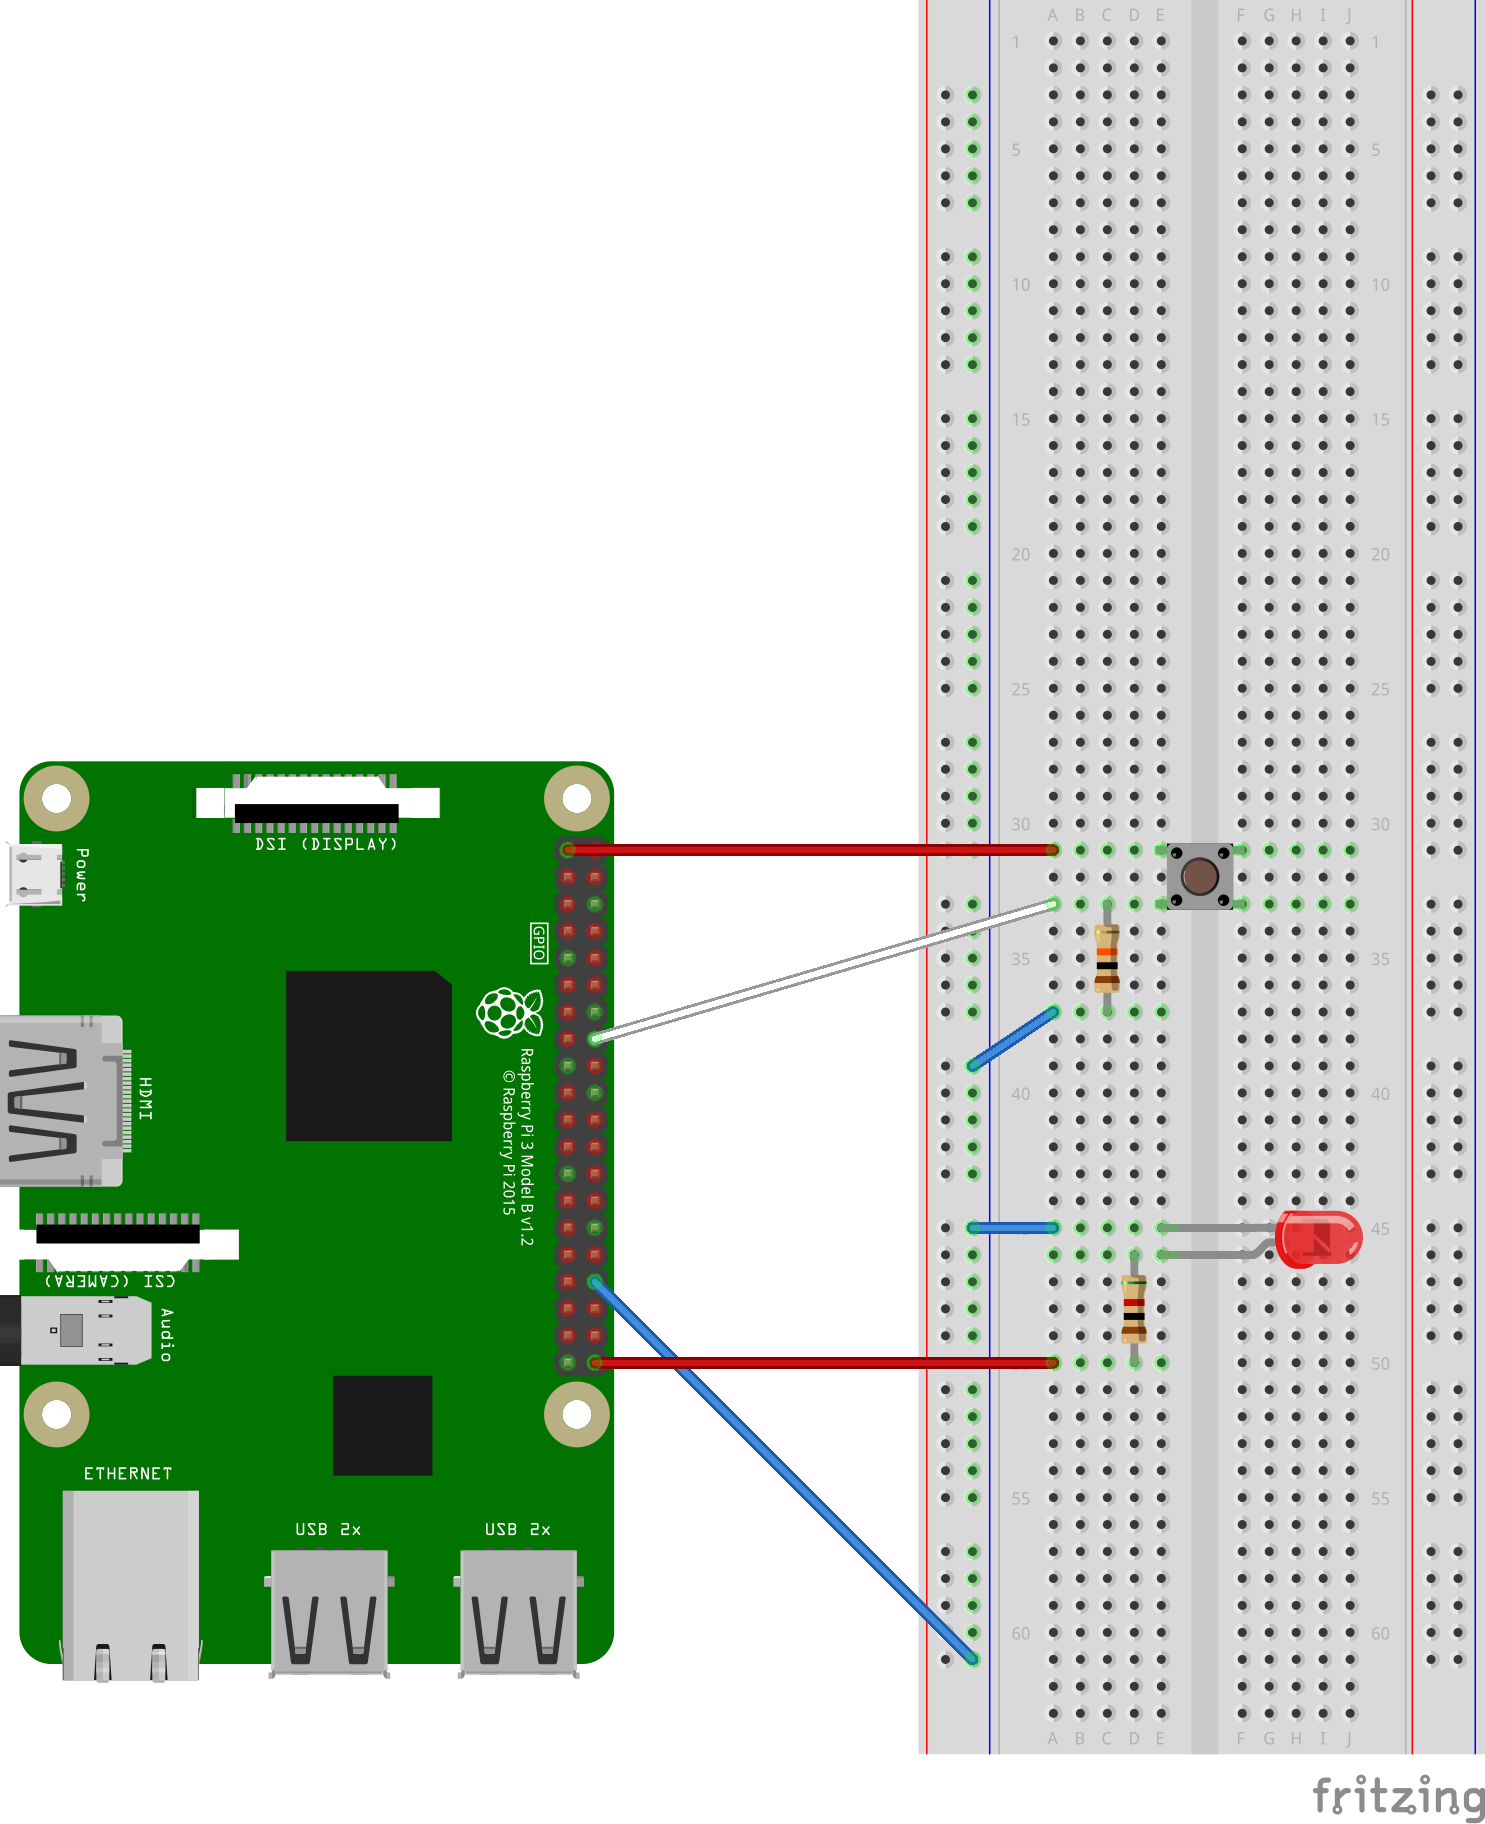 A B C D E F G H I J
1 1
5 5
10 10
15 15
20 20
25 25
30 30
35 35
40 40
45 45
50
55 55
60 60
A B C D E F G H I J
DSI (DISPLAY)
Power
GPIO
HDMI
Raspberry Pi 3 Model B v1.2
© Raspberry Pi 2015
CSI (CAMERA)
Audio
ETHERNET
USB 2x
USB 2x
50
fritzing